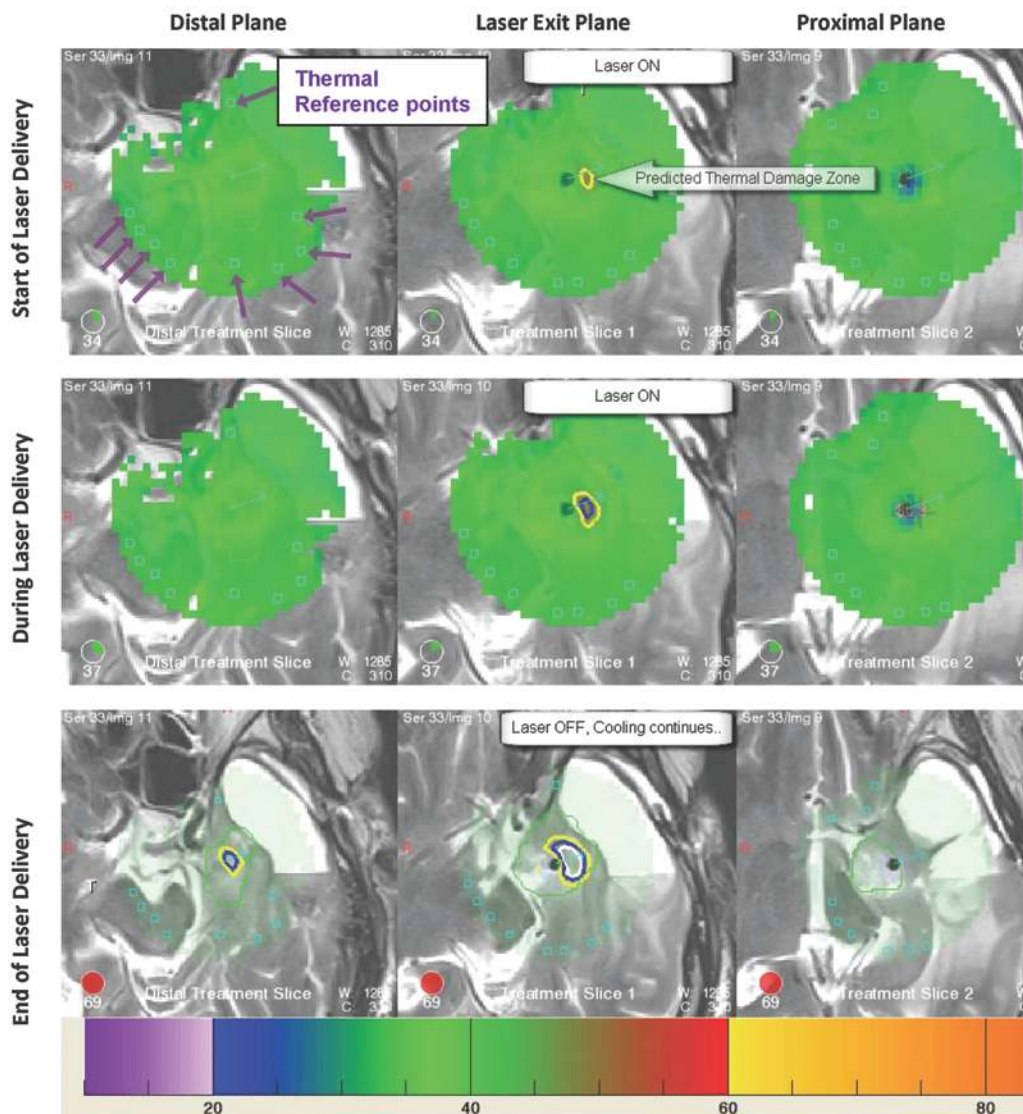 Distal Plane
Laser Exit Plane
Proximal Plane
Start of Laser Delivery
Ser 33/Img 11
Thermal
Reference points
R
34
Distal Treatment Slice
W: 1285
C: 310
Laser ON
Predicted Thermal Damage Zone
34
Treatment Slice 1
W: 1285
C: 310
Ser 33/Img 9
34
Treatment Slice 2
During Laser Delivery
Ser 33/Img 11
R
37
Distal Treatment Slice
W: 1285
C: 310
Ser 33/Img 10
Laser ON
R
37
Treatment Slice 1
W: 1285
C: 310
Ser 33/Img 9
R
37
Treatment Slice 2
End of Laser Delivery
Ser 33/Img 11
69
Distal Treatment Slice
W: 1285
Ser 33/Img 10
Laser OFF, Cooling continues..
69
Treatment Slice 1
W: 1285
Ser 33/Img 9
69
Treatment Slice 2
20
40
60
80